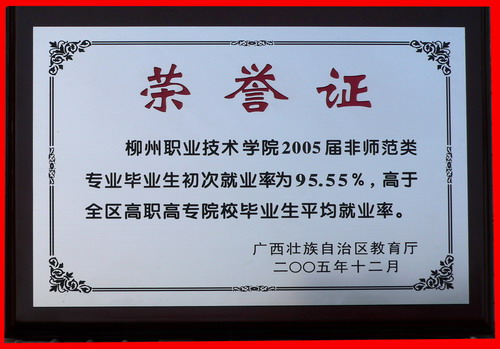 荣誉证
柳州职业技术学院2005届非师范类
专业毕业生初次就业率为95.55%，高于
全区高职高专院校毕业生平均就业率。
广西壮族自治区教育厅
二〇〇五年十二月